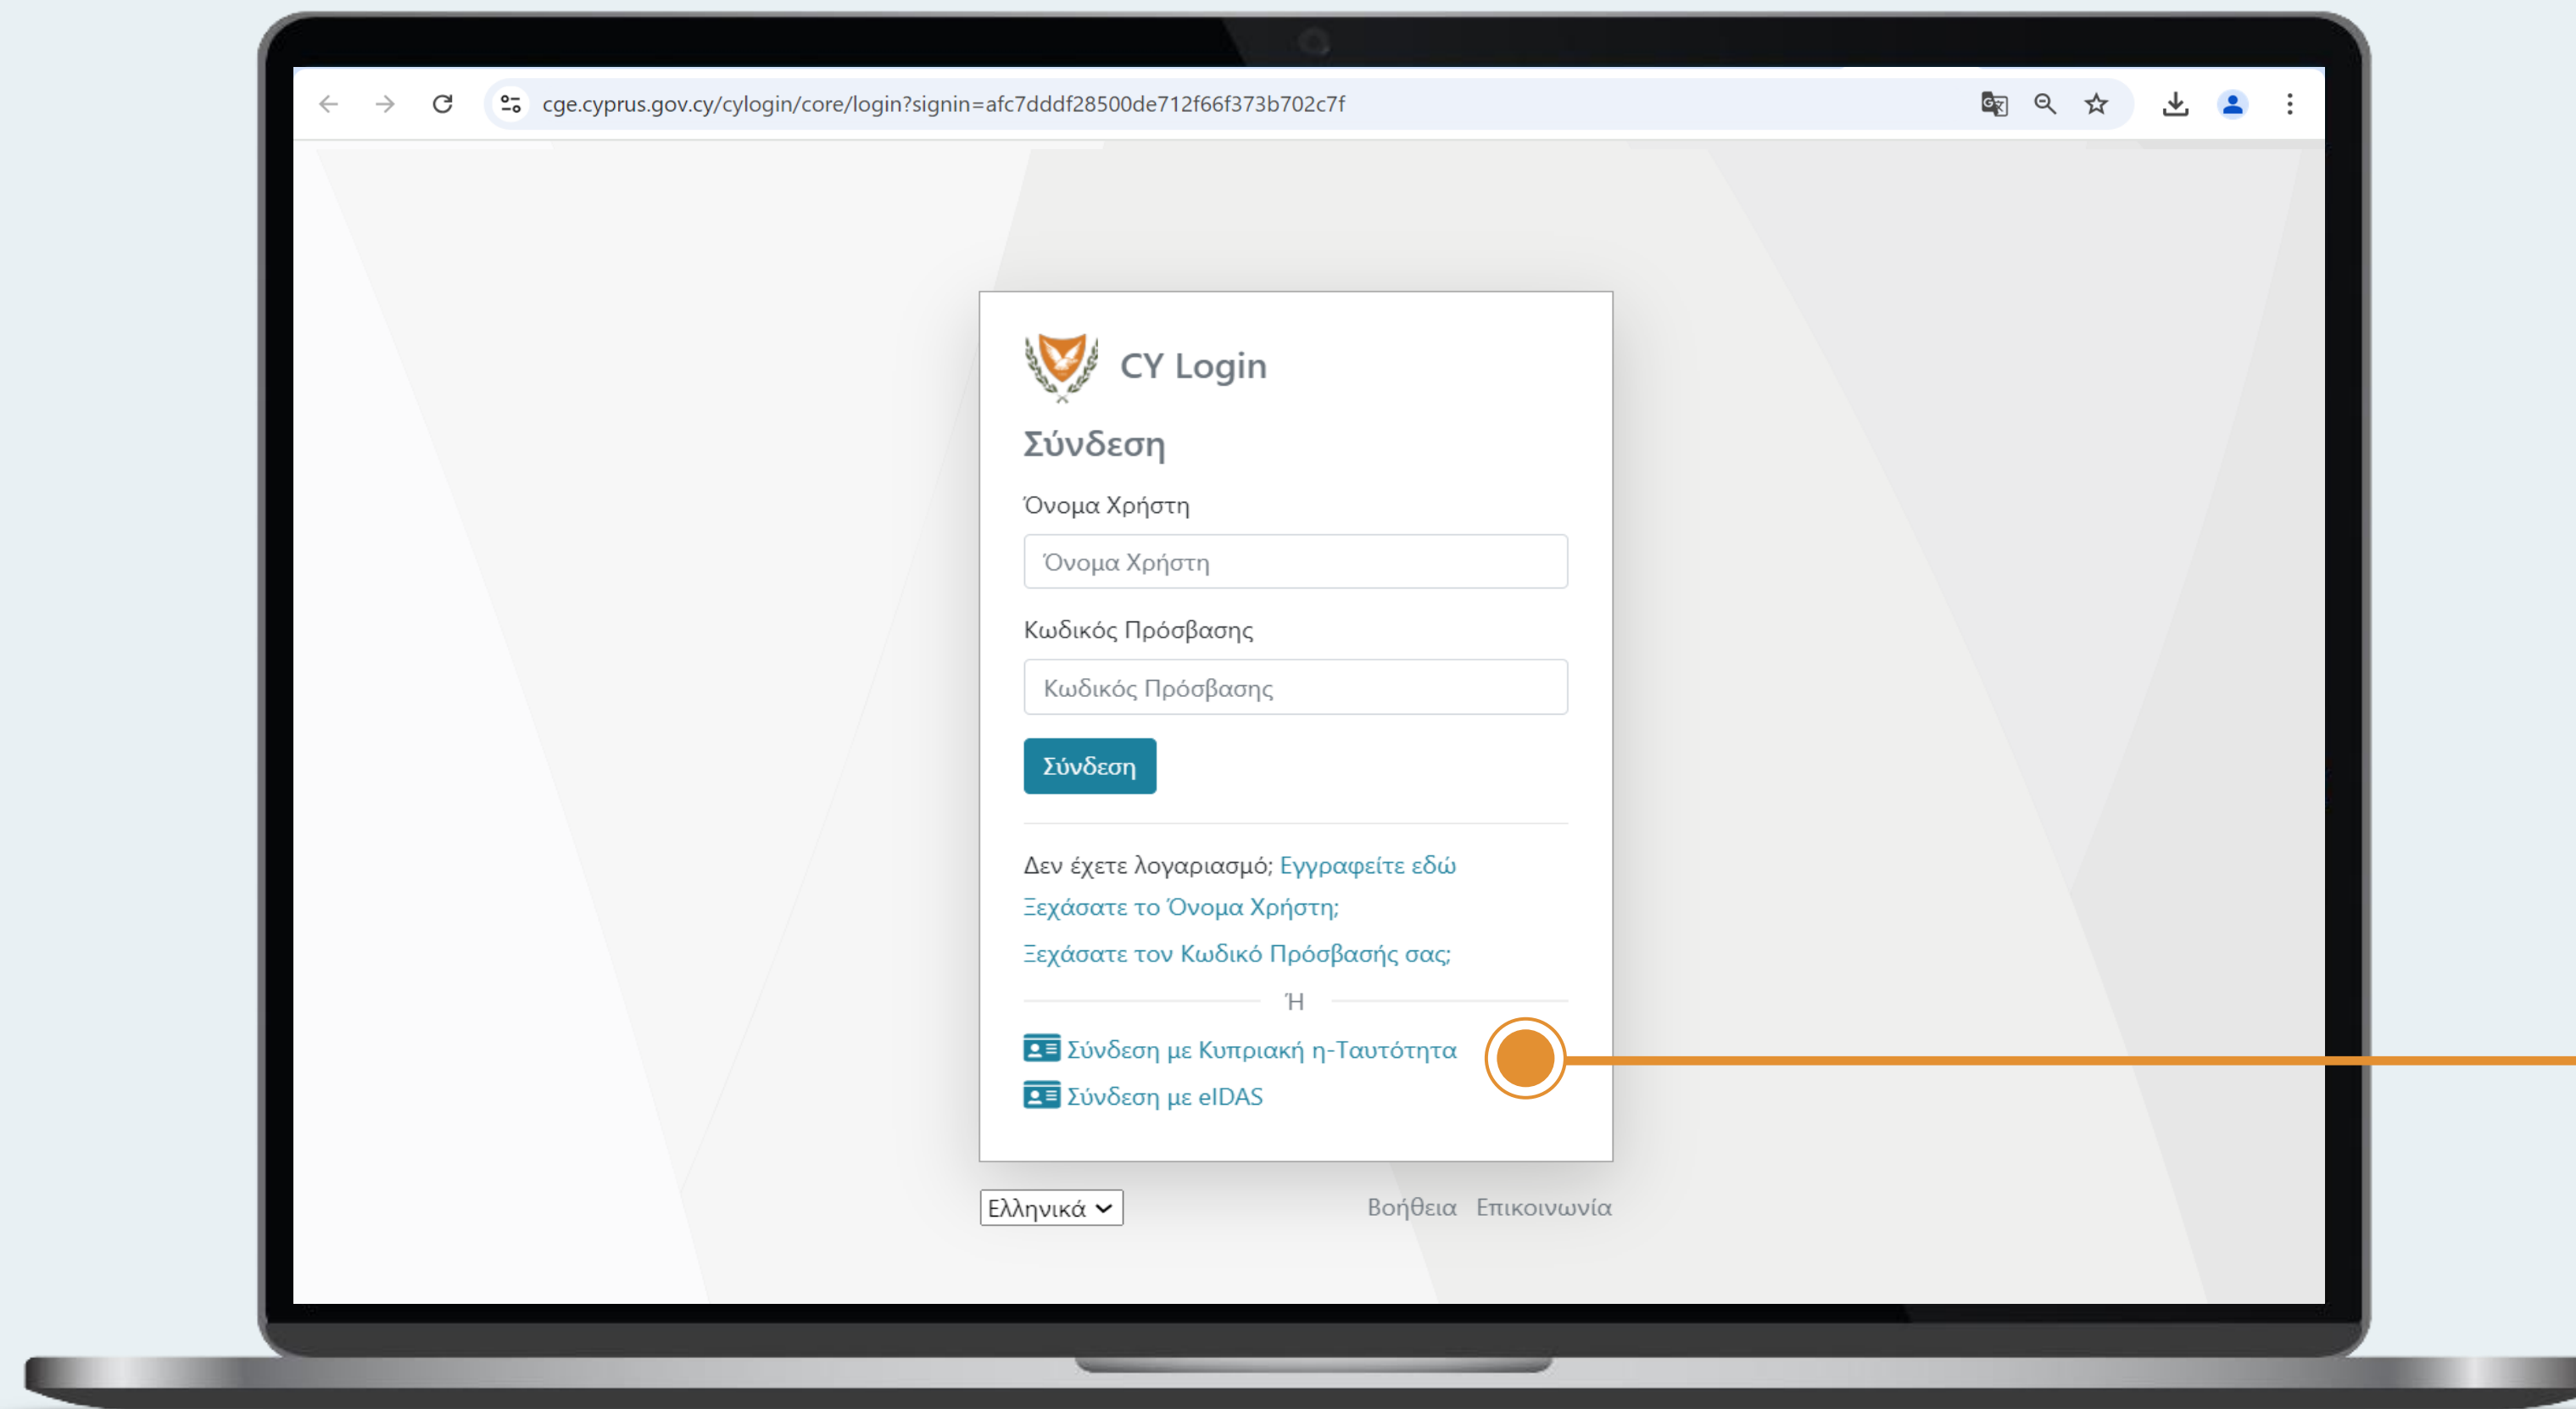 cge.cyprus.gov.cy/cylogin/core/login?signin=afc7dddf28500de712f66f373b702c7f
CY Login
Σύνδεση
Όνομα Χρήστη
Όνομα Χρήστη
Κωδικός Πρόσβασης
Κωδικός Πρόσβασης
Σύνδεση
Δεν έχετε λογαριασμό; Εγγραφείτε εδώ
Ξεχάσατε το Όνομα Χρήστη;
Ξεχάσατε τον Κωδικό Πρόσβασής σας;
Ή
Σύνδεση με Κυπριακή η-Ταυτότητα
Σύνδεση με eIDAS
Ελληνικά Βοήθεια Επικοινωνία